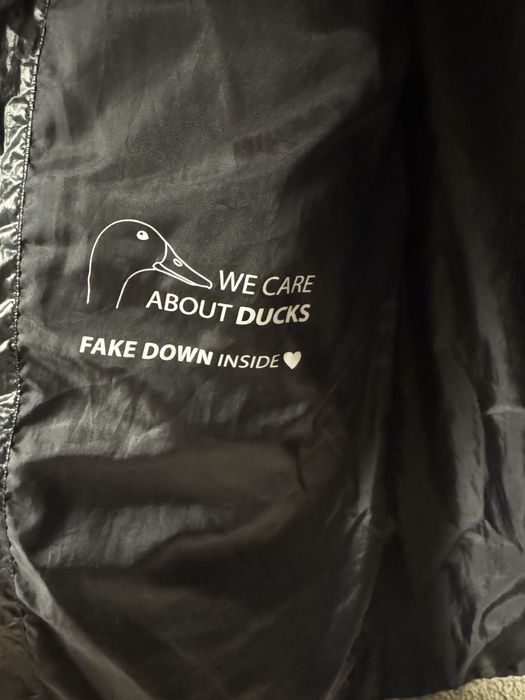 WE CARE
ABOUT DUCKS
FAKE DOWN INSIDE♥